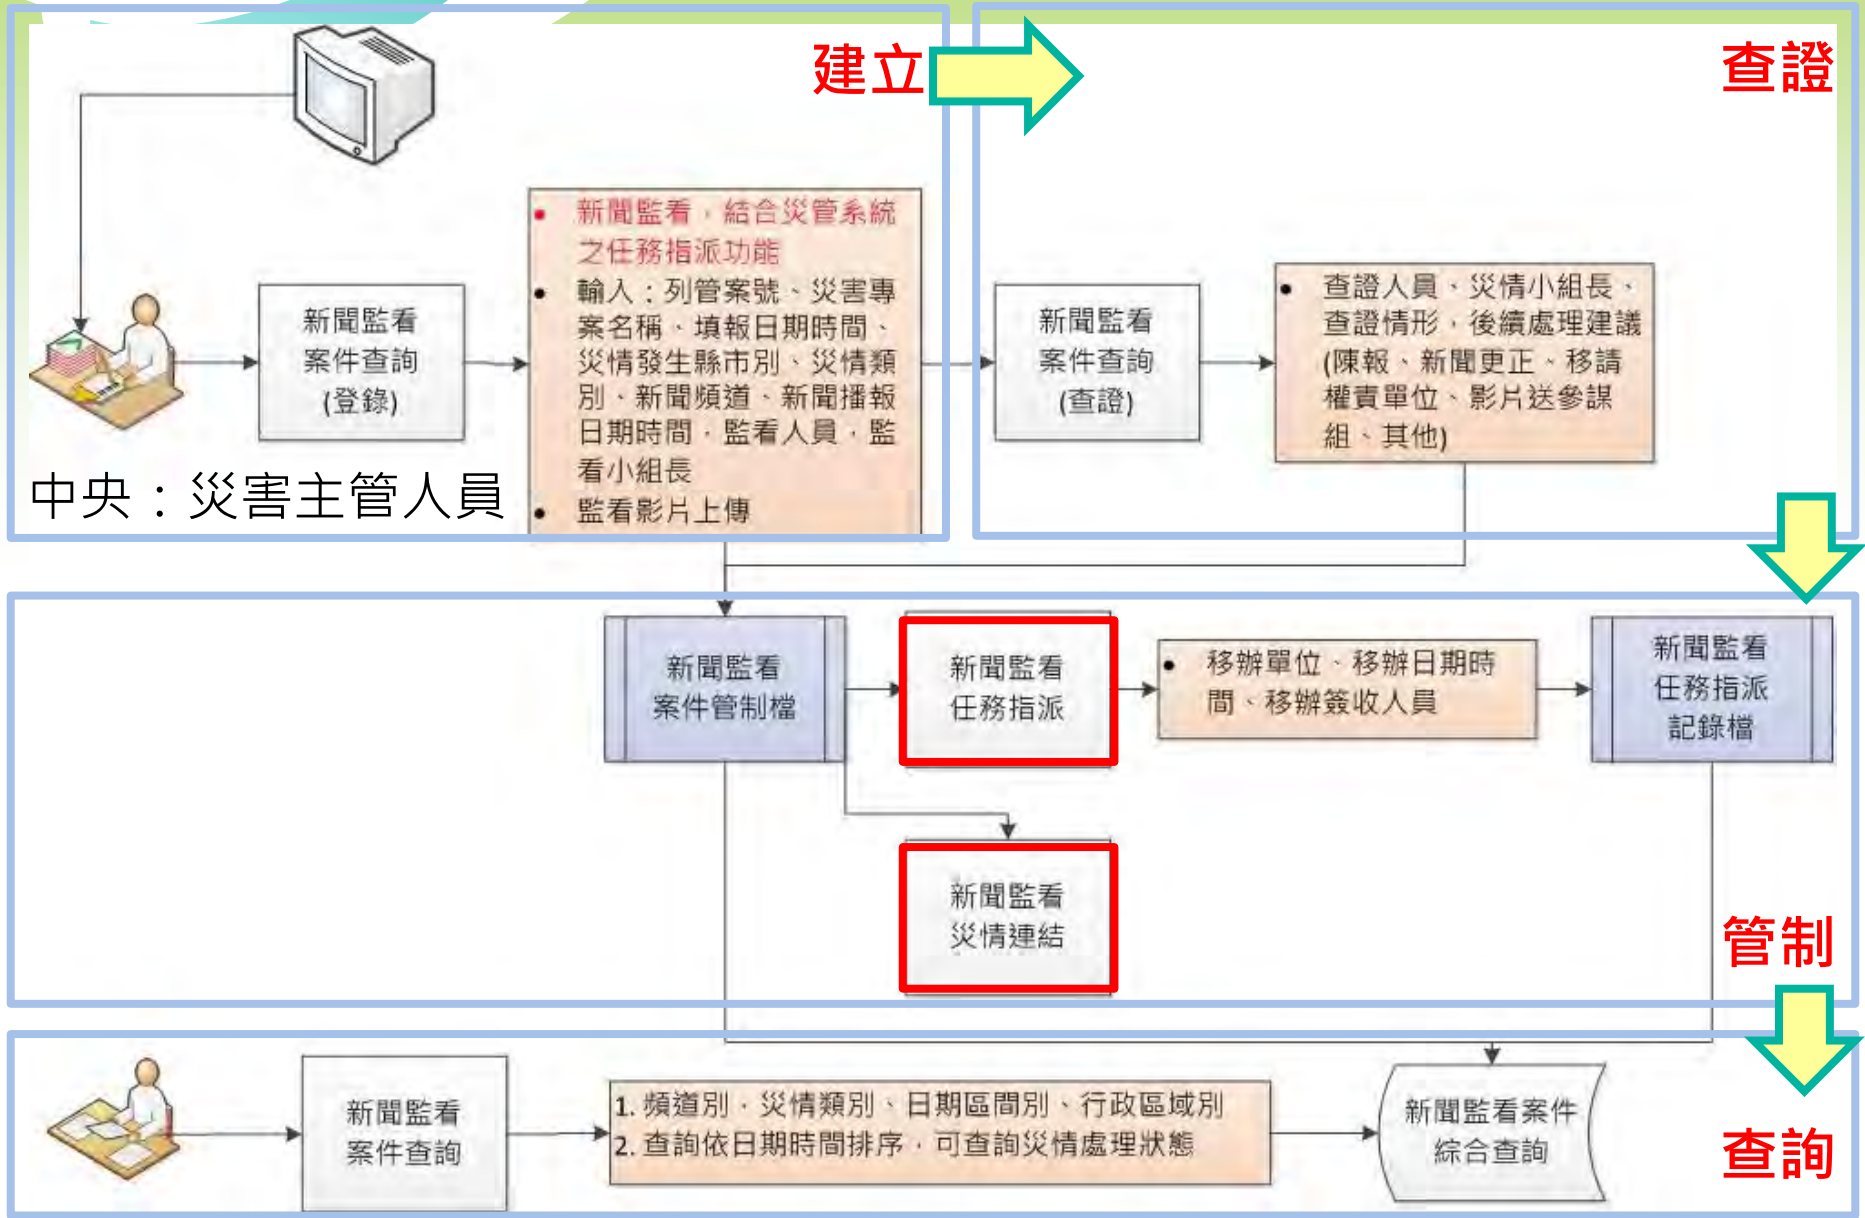 建立
查證
新聞監看
案件查詢
(登錄)
中央：災害主管人員
• 新聞監看，結合災管系統
之任務指派功能
• 輸入：列管案號、災害專
案名稱、填報日期時間、
災情發生縣市別、災情類
別、新聞頻道、新聞播報
日期時間，監看人員，監
看小組長
• 監看影片上傳
新聞監看
案件查詢
(查證)
• 查證人員、災情小組長、
查證情形，後續處理建議
(陳報、新聞更正、移請
權責單位、影片送參謀
組、其他)
新聞監看
案件管制檔
新聞監看
任務指派
• 移辦單位、移辦日期時
間、移辦簽收人員
新聞監看
任務指派
記錄檔
新聞監看
災情連結
管制
新聞監看
案件查詢
1. 頻道別，災情類別、日期區間別、行政區域別
2. 查詢依日期時間排序，可查詢災情處理狀態
新聞監看案件
綜合查詢
查詢